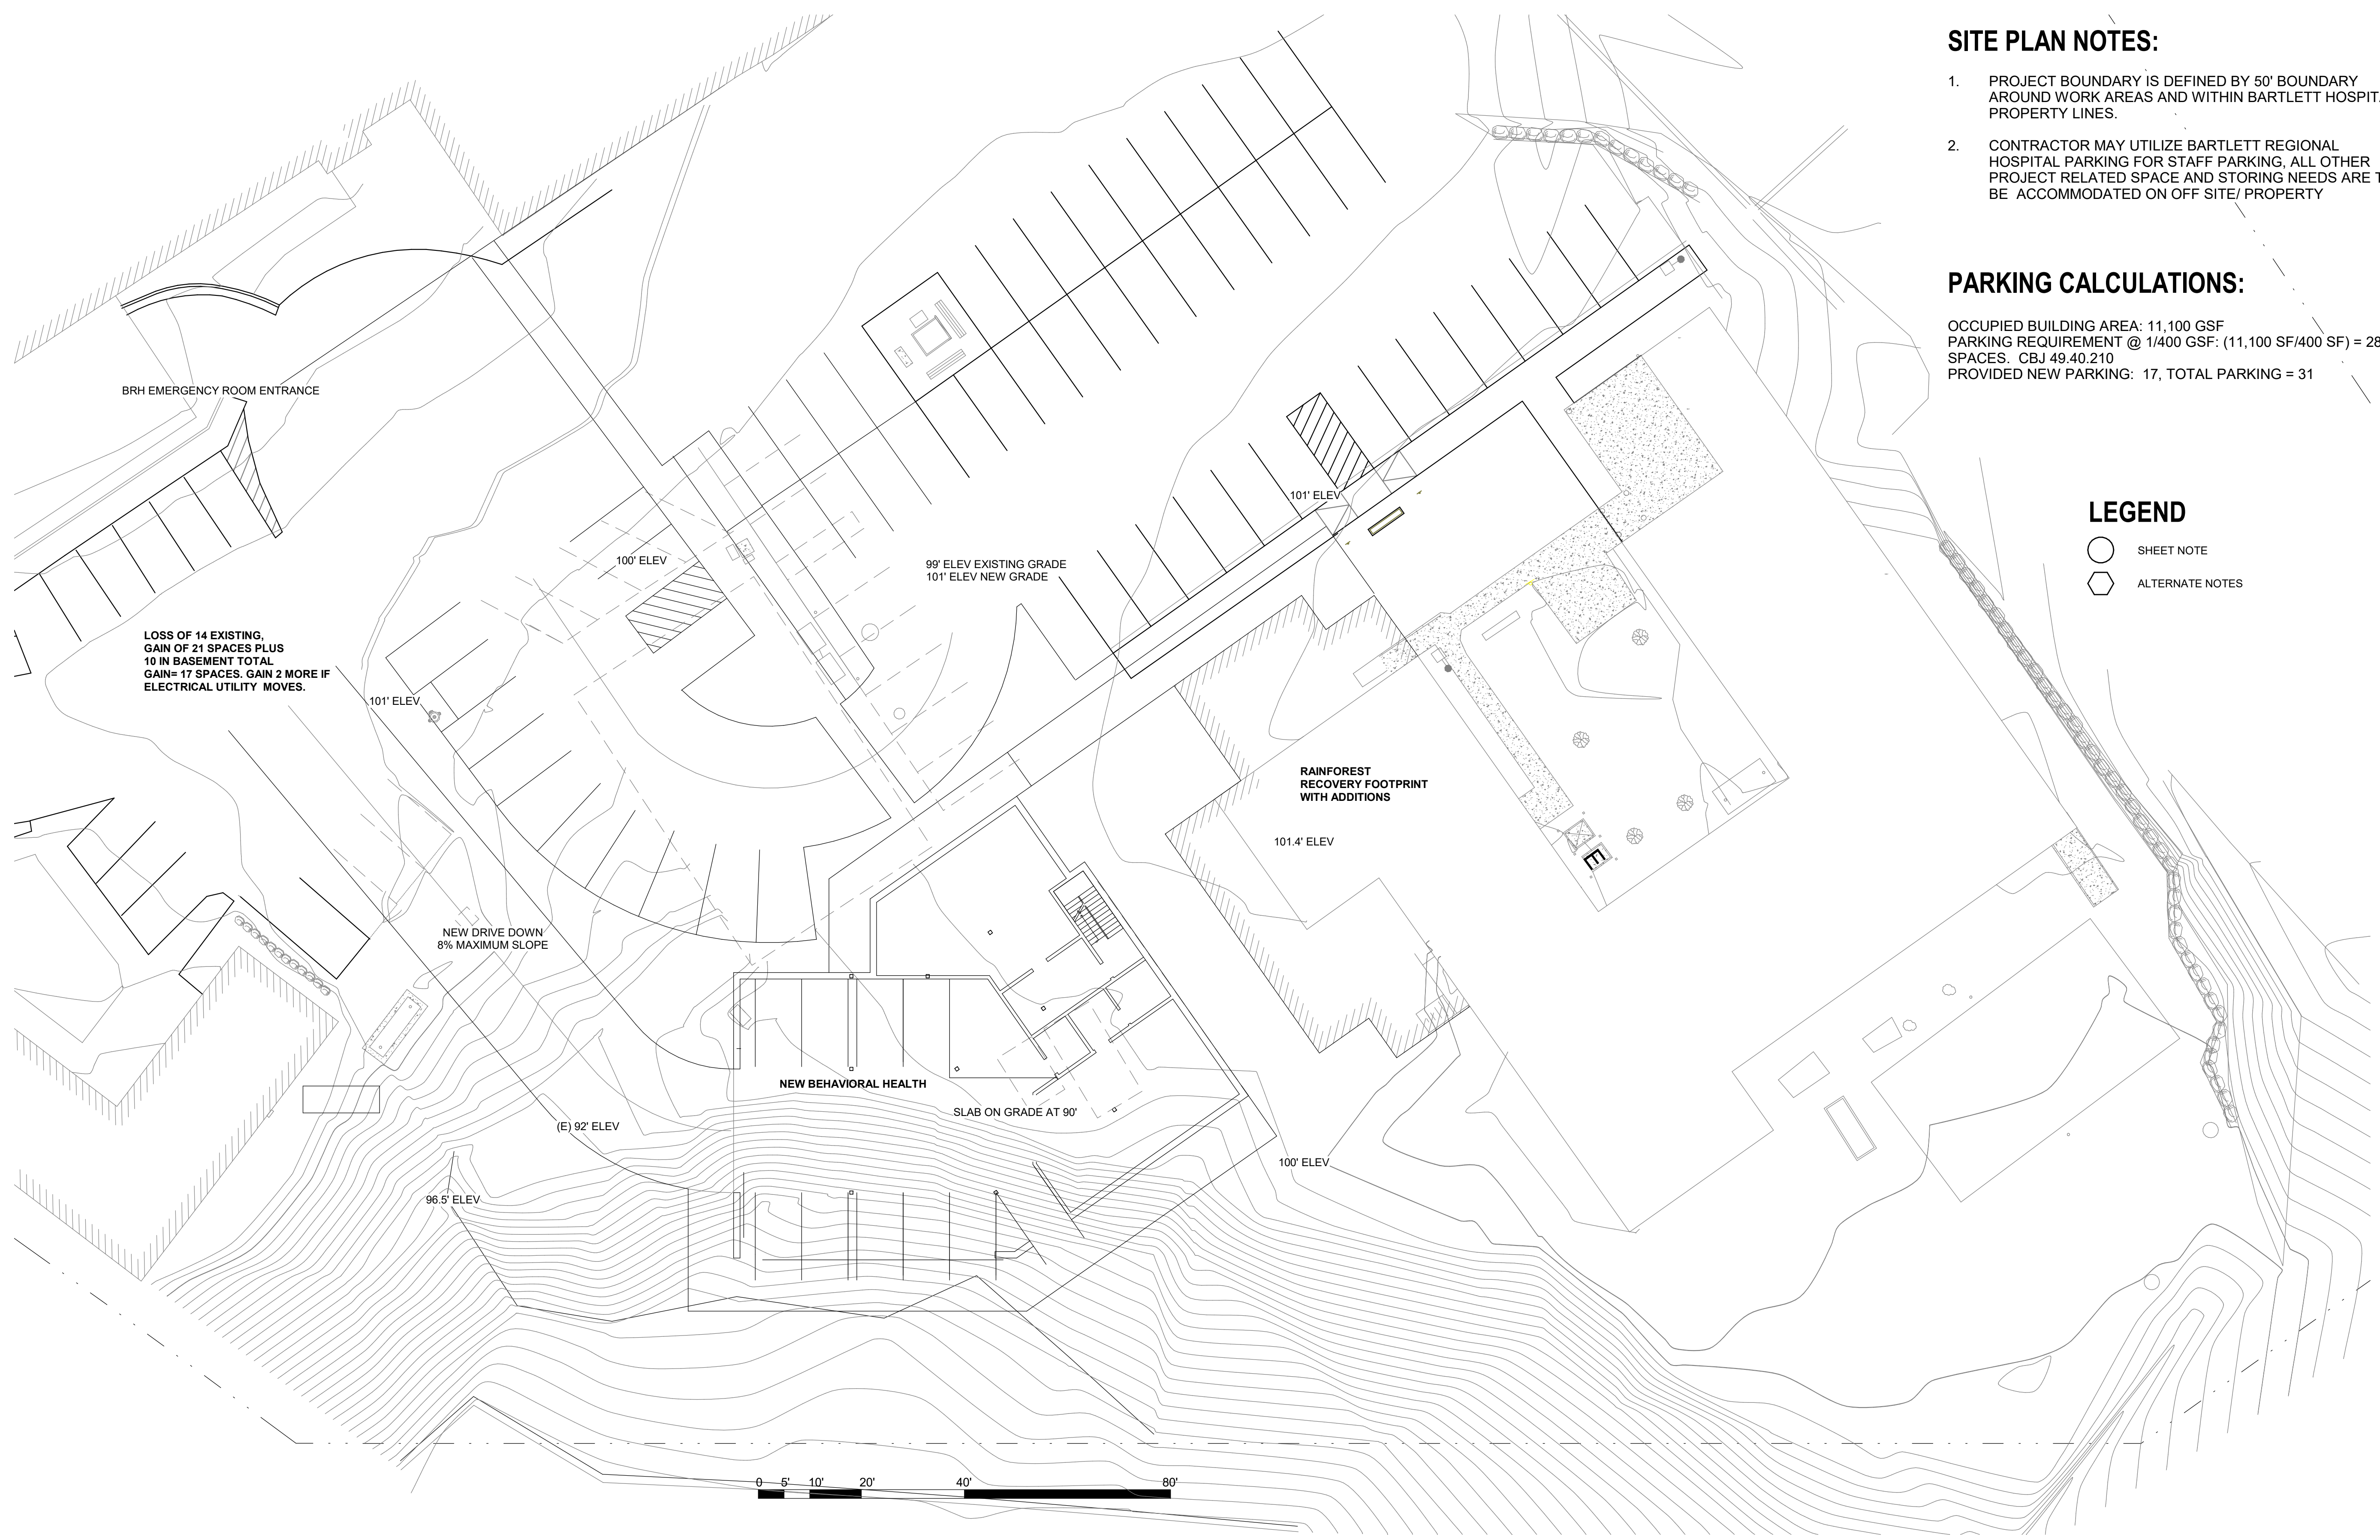 SITE PLAN NOTES:
1. PROJECT BOUNDARY IS DEFINED BY 50' BOUNDARY
AROUND WORK AREAS AND WITHIN BARTLETT
PROPERTY LINES.
2. CONTRACTOR MAY UTILIZE BARTLETT REGIONAL
HOSPITAL PARKING FOR STAFF PARKING, ALL OTHER
PROJECT RELATED SPACE AND STORING NEEDS ARE
BE ACCOMMODATED ON OFF SITE/ PROPERTY
PARKING CALCULATIONS:
OCCUPIED BUILDING AREA: 11,100 GSF
PARKING REQUIREMENT @ 1/400 GSF: (11,100 SF/400 SF) = 28
SPACES. CBJ 49.40.210
PROVIDED NEW PARKING: 17, TOTAL PARKING = 31
LEGEND
SHEET NOTE
ALTERNATE NOTES
BRH EMERGENCY ROOM ENTRANCE
101' ELEV
100' ELEV
99' ELEV EXISTING GRADE
101' ELEV NEW GRADE
LOSS OF 14 EXISTING,
GAIN OF 21 SPACES PLUS
10 IN BASEMENT TOTAL
GAIN= 17 SPACES. GAIN 2 MORE IF
ELECTRICAL UTILITY MOVES.
101' ELEV
RAINFOREST
RECOVERY FOOTPRINT
WITH ADDITIONS
101.4' ELEV
E
NEW DRIVE DOWN
8% MAXIMUM SLOPE
NEW BEHAVIORAL HEALTH
SLAB ON GRADE AT 90'
(E) 92' ELEV
100' ELEV
96.5' ELEV
0 5' 10' 20' 40' 80'